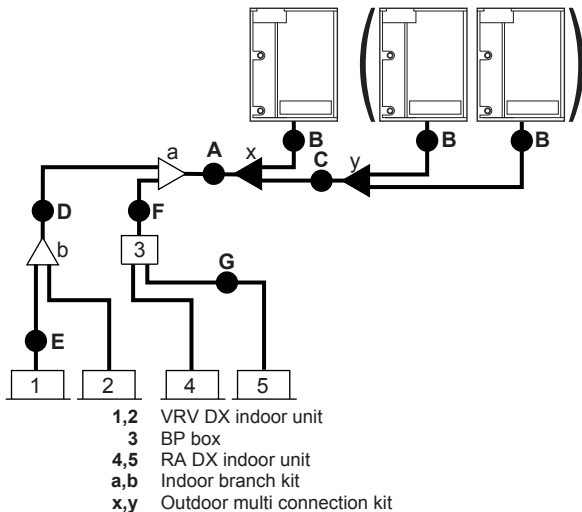 B
B
B
a
A
x
C
y
D
F
b
3
G
E
1
2
4
5
1,2 VRV DX indoor unit
3 BP box
4,5 RA DX indoor unit
a,b Indoor branch kit
x,y Outdoor multi connection kit